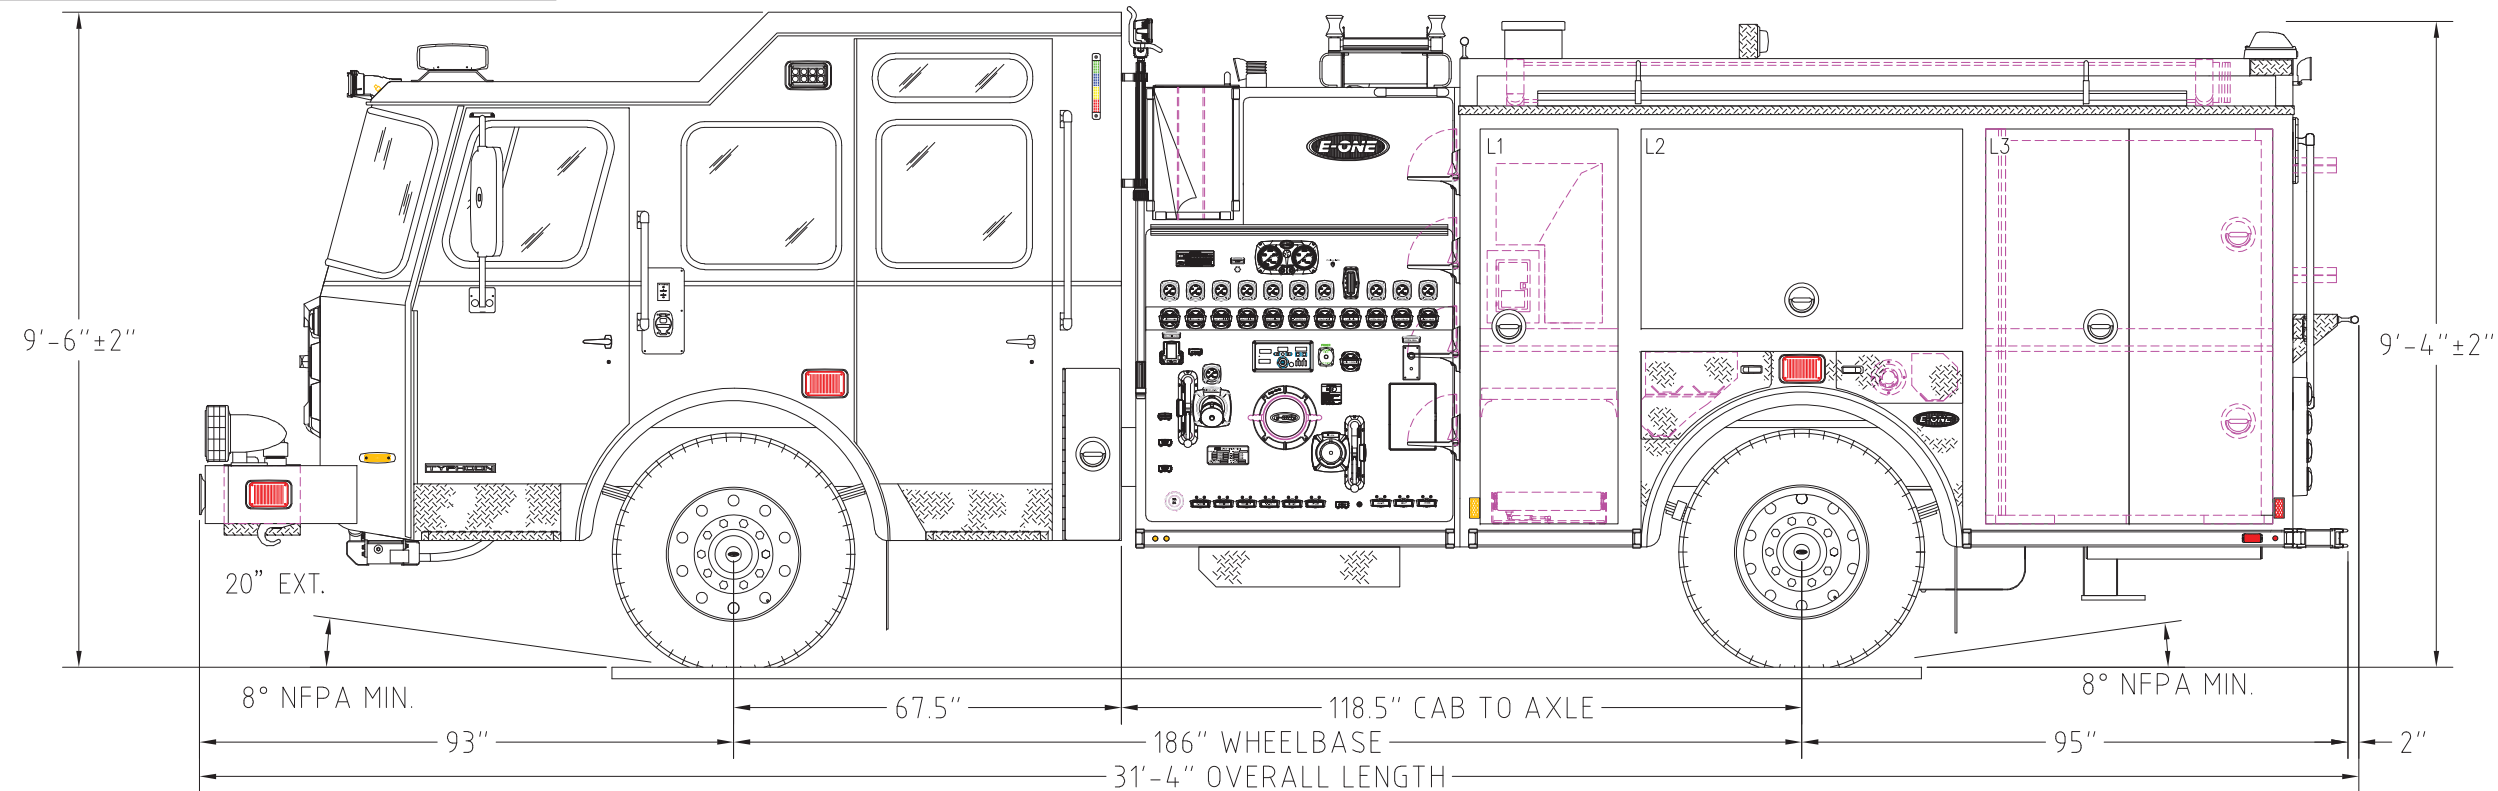 E-ONE
L1
L2
L3
9'-6"±2"
9'-4"±2"
E-ONE
TYPHOON
20” EXT.
8° NFPA MIN.
8° NFPA MIN.
67.5"
118.5" CAB TO AXLE
93"
186" WHEELBASE
95"
2"
31'-4" OVERALL LENGTH